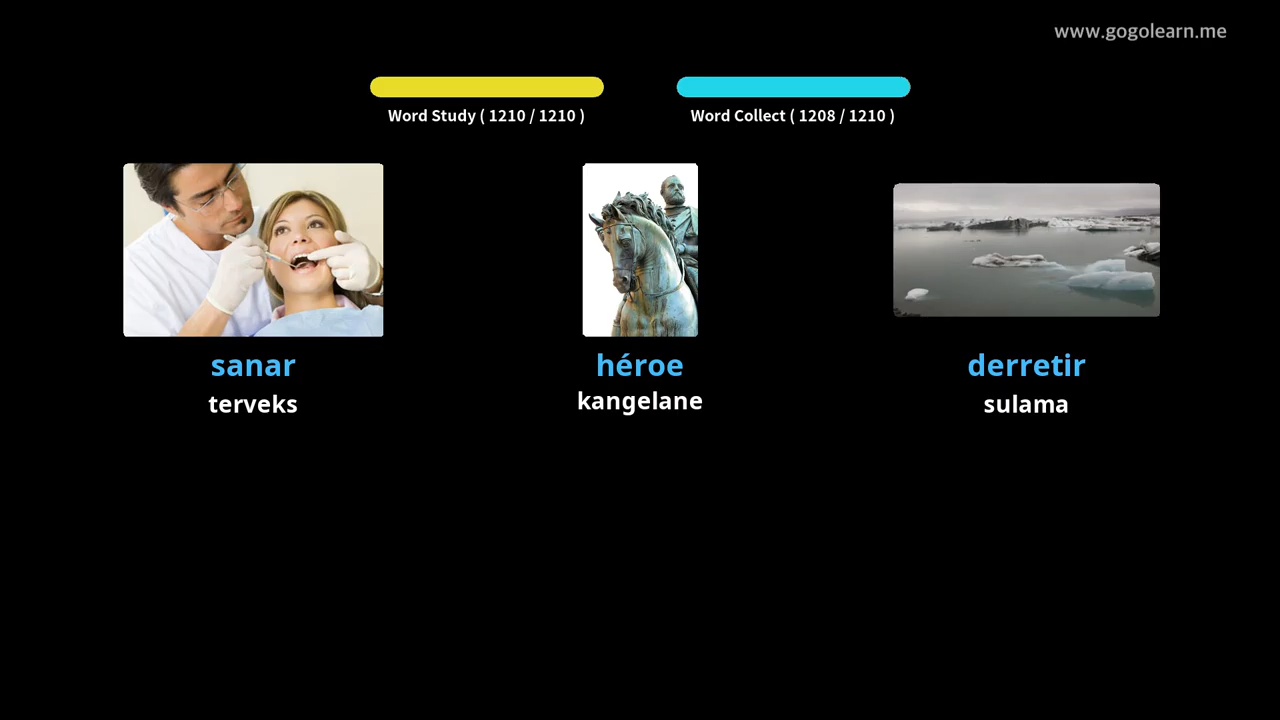 www.gogolearn.me
Word Study ( 1210 / 1210 )
Word Collect ( 1208 / 1210 )
sanar
terveks
héroe
kangelane
derretir
sulama